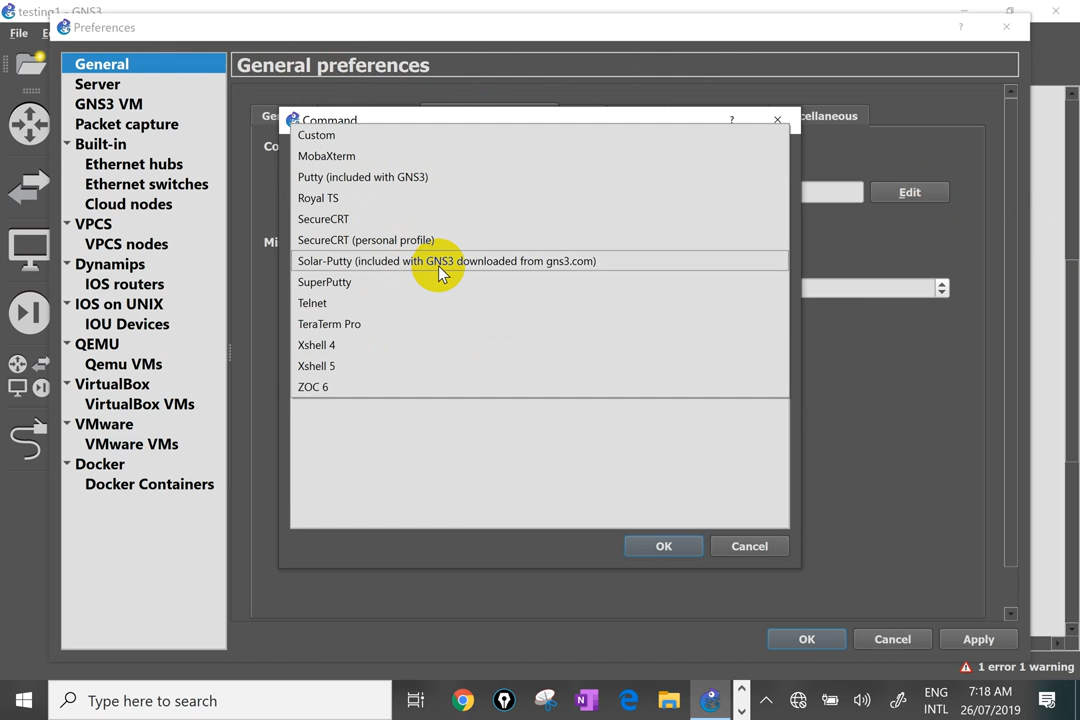 testing1 - GNS3
Preferences
File
General
Server
GNS3 VM
Packet capture
Built-in
Ethernet hubs
Ethernet switches
Cloud nodes
VPCS
VPCS nodes
Dynamips
IOS routers
IOS on UNIX
IOU Devices
QEMU
Qemu VMs
VirtualBox
VirtualBox VMs
VMware
VMware VMs
Docker
Docker Containers
General preferences
Command
Custom
MobaXterm
Putty (included with GNS3)
Royal TS
SecureCRT
SecureCRT (personal profile)
Solar-Putty (included with GNS3 downloaded from gns3.com)
SuperPutty
Telnet
TeraTerm Pro
Xshell 4
Xshell 5
ZOC 6
OK
Cancel
Edit
OK
Cancel
Apply
1 error 1 warning
Type here to search
ENG
INTL
7:18 AM
26/07/2019